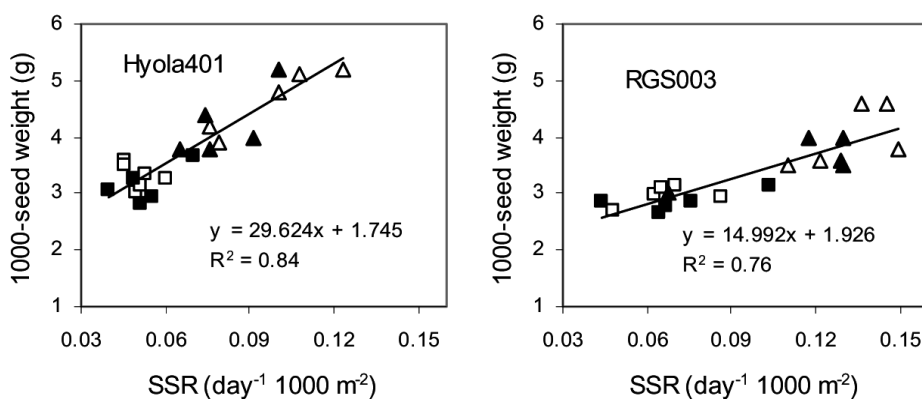 Hyola401
1000-seed weight (g)
6
5
4
3
2
1
y = 29.624x + 1.745
R² = 0.84
0.03 0.06 0.09 0.12 0.15
SSR (day⁻¹ 1000 m⁻²)
RGS003
1000-seed weight (g)
6
5
4
3
2
1
y = 14.992x + 1.926
R² = 0.76
0.03 0.06 0.09 0.12 0.15
SSR (day⁻¹ 1000 m⁻²)